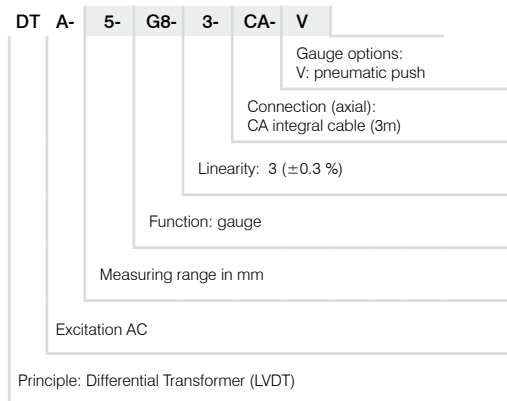 DT A- 5- G8- 3- CA- V
Gauge options:
V: pneumatic push
Connection (axial):
CA integral cable (3m)
Linearity: 3 (±0.3 %)
Function: gauge
Measuring range in mm
Excitation AC
Principle: Differential Transformer (LVDT)